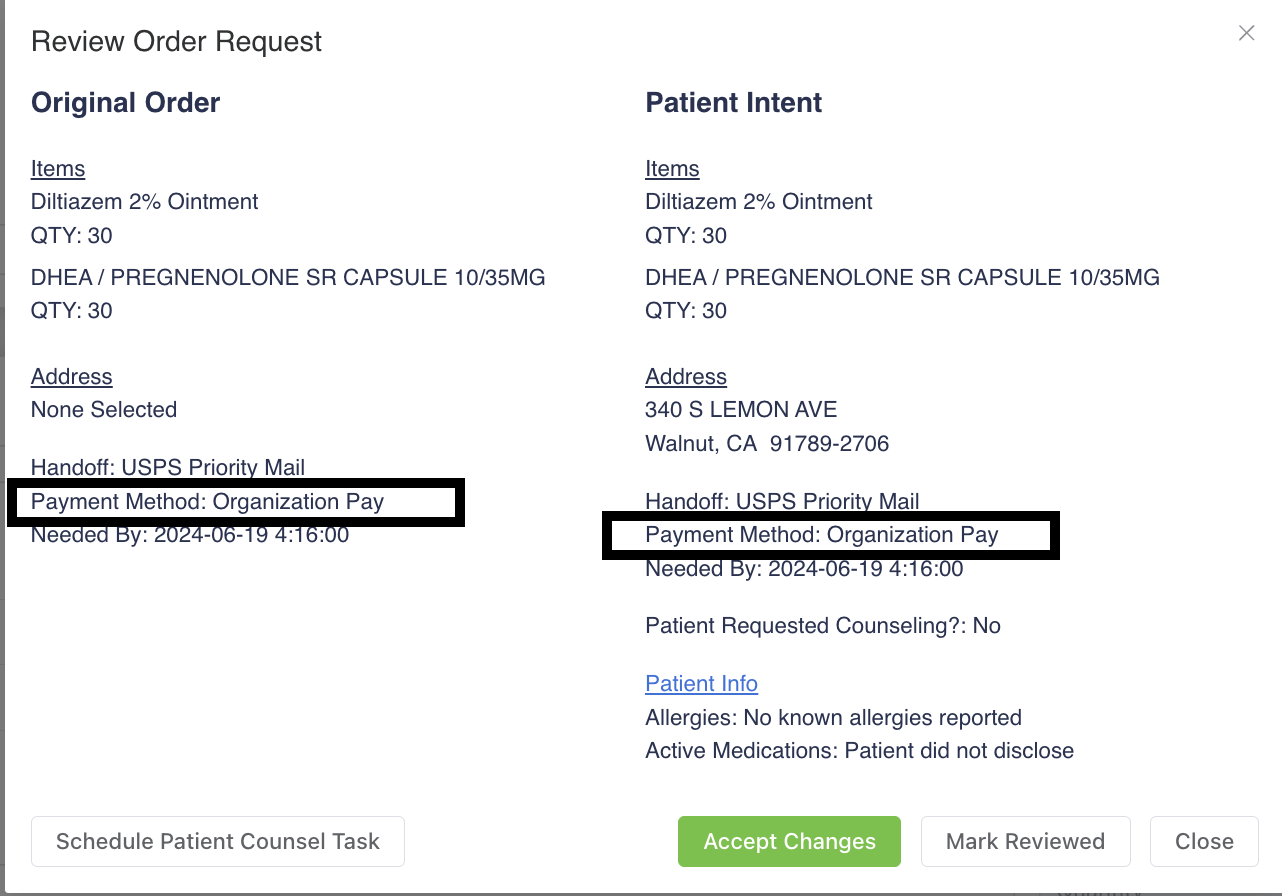 Review Order Request
Original Order
Items
Diltiazem 2% Ointment
QTY: 30
DHEA / PREGNENOLONE SR CAPSULE 10/35MG
QTY: 30
Address
None Selected
Handoff: USPS Priority Mail
Payment Method: Organization Pay
Needed By: 2024-06-19 4:16:00
Patient Intent
Items
Diltiazem 2% Ointment
QTY: 30
DHEA / PREGNENOLONE SR CAPSULE 10/35MG
QTY: 30
Address
340 S LEMON AVE
Walnut, CA  91789-2706
Handoff: USPS Priority Mail
Payment Method: Organization Pay
Needed By: 2024-06-19 4:16:00
Patient Requested Counseling?: No
Patient Info
Allergies: No known allergies reported
Active Medications: Patient did not disclose
Schedule Patient Counsel Task
Accept Changes
Mark Reviewed
Close